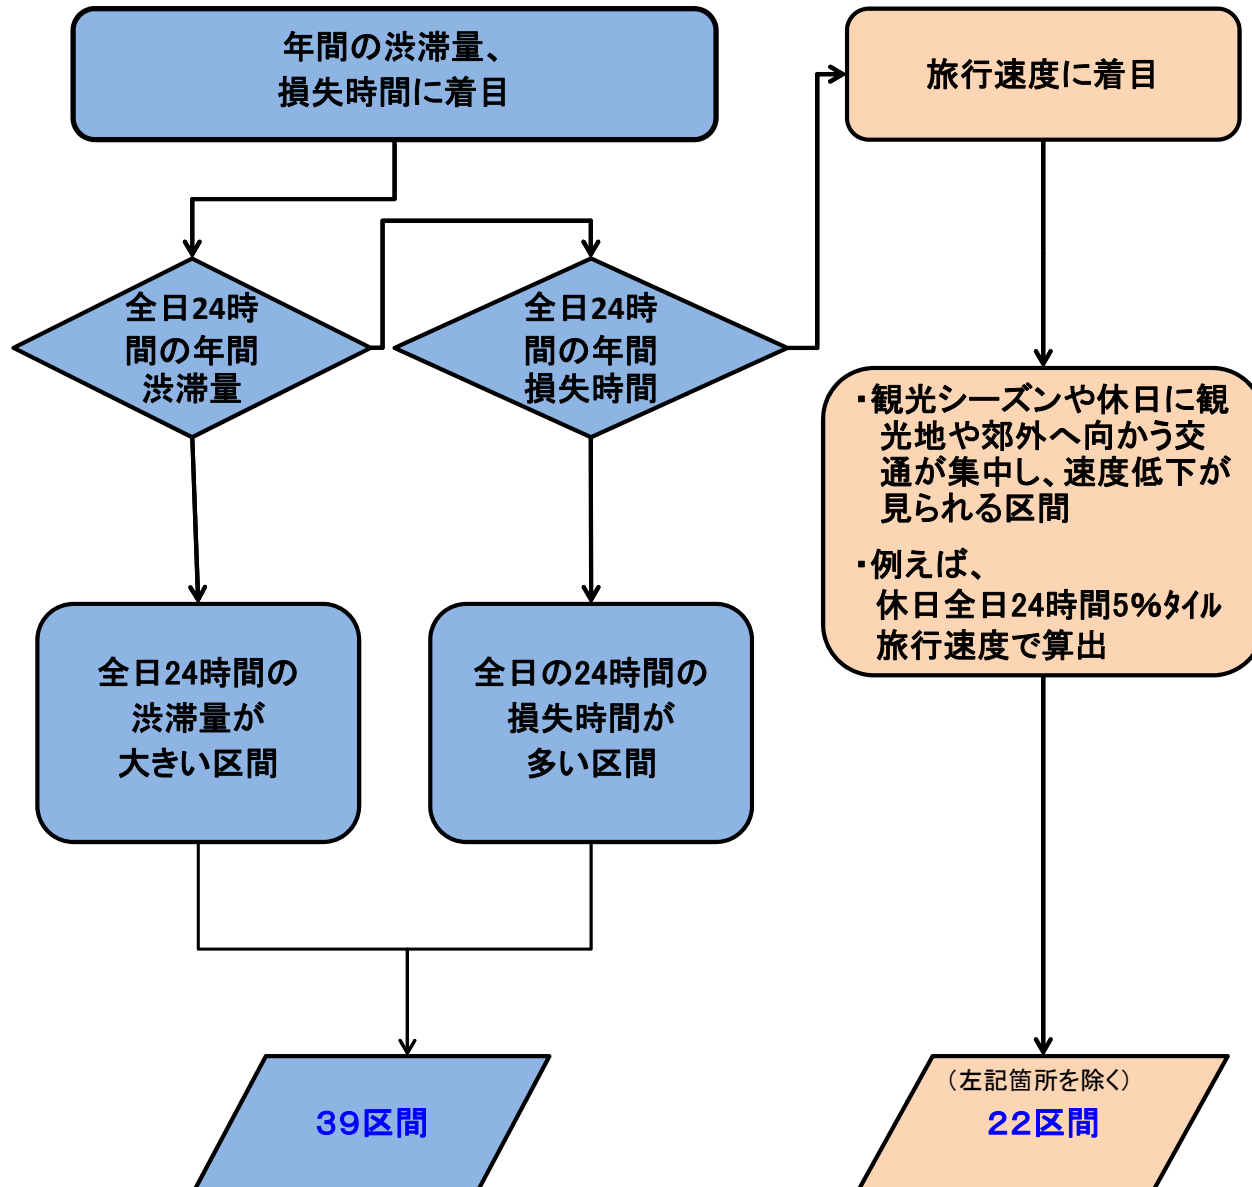 年間の渋滞量、
損失時間に着目
旅行速度に着目
全日24時
間の年間
渋滞量
全日24時
間の年間
損失時間
・観光シーズンや休日に観
光地や郊外へ向かう交
通が集中し、速度低下が
見られる区間
・例えば、
休日全日24時間5%ﾀｲﾙ
旅行速度で算出
全日24時間の
渋滞量が
大きい区間
全日の24時間の
損失時間が
多い区間
39区間
（左記箇所を除く）
22区間